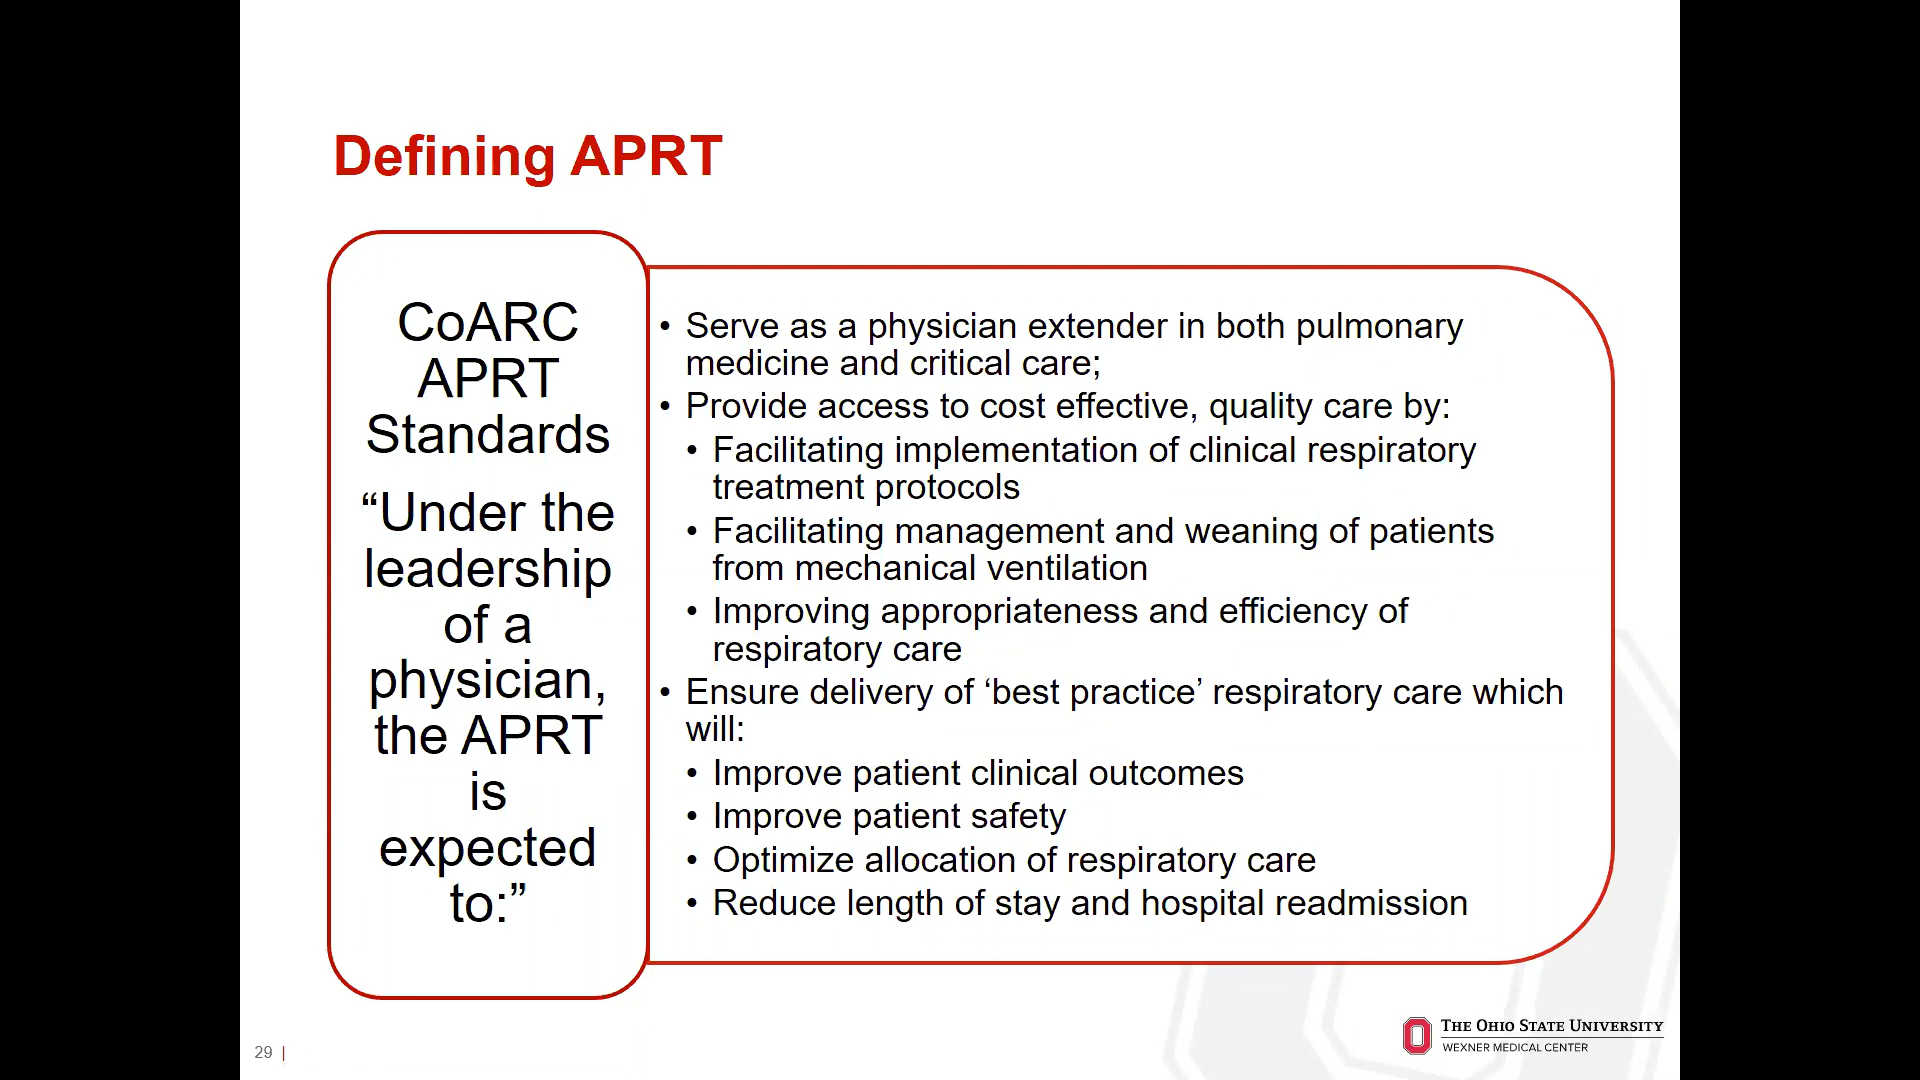 Defining APRT
CoARC
APRT
Standards
“Under the
leadership
of a
physician,
the APRT
is
expected
to:”
• Serve as a physician extender in both pulmonary
medicine and critical care;
• Provide access to cost effective, quality care by:
• Facilitating implementation of clinical respiratory
treatment protocols
• Facilitating management and weaning of patients
from mechanical ventilation
• Improving appropriateness and efficiency of
respiratory care
• Ensure delivery of ‘best practice’ respiratory care which
will:
• Improve patient clinical outcomes
• Improve patient safety
• Optimize allocation of respiratory care
• Reduce length of stay and hospital readmission
29 |
THE OHIO STATE UNIVERSITY
WEXNER MEDICAL CENTER